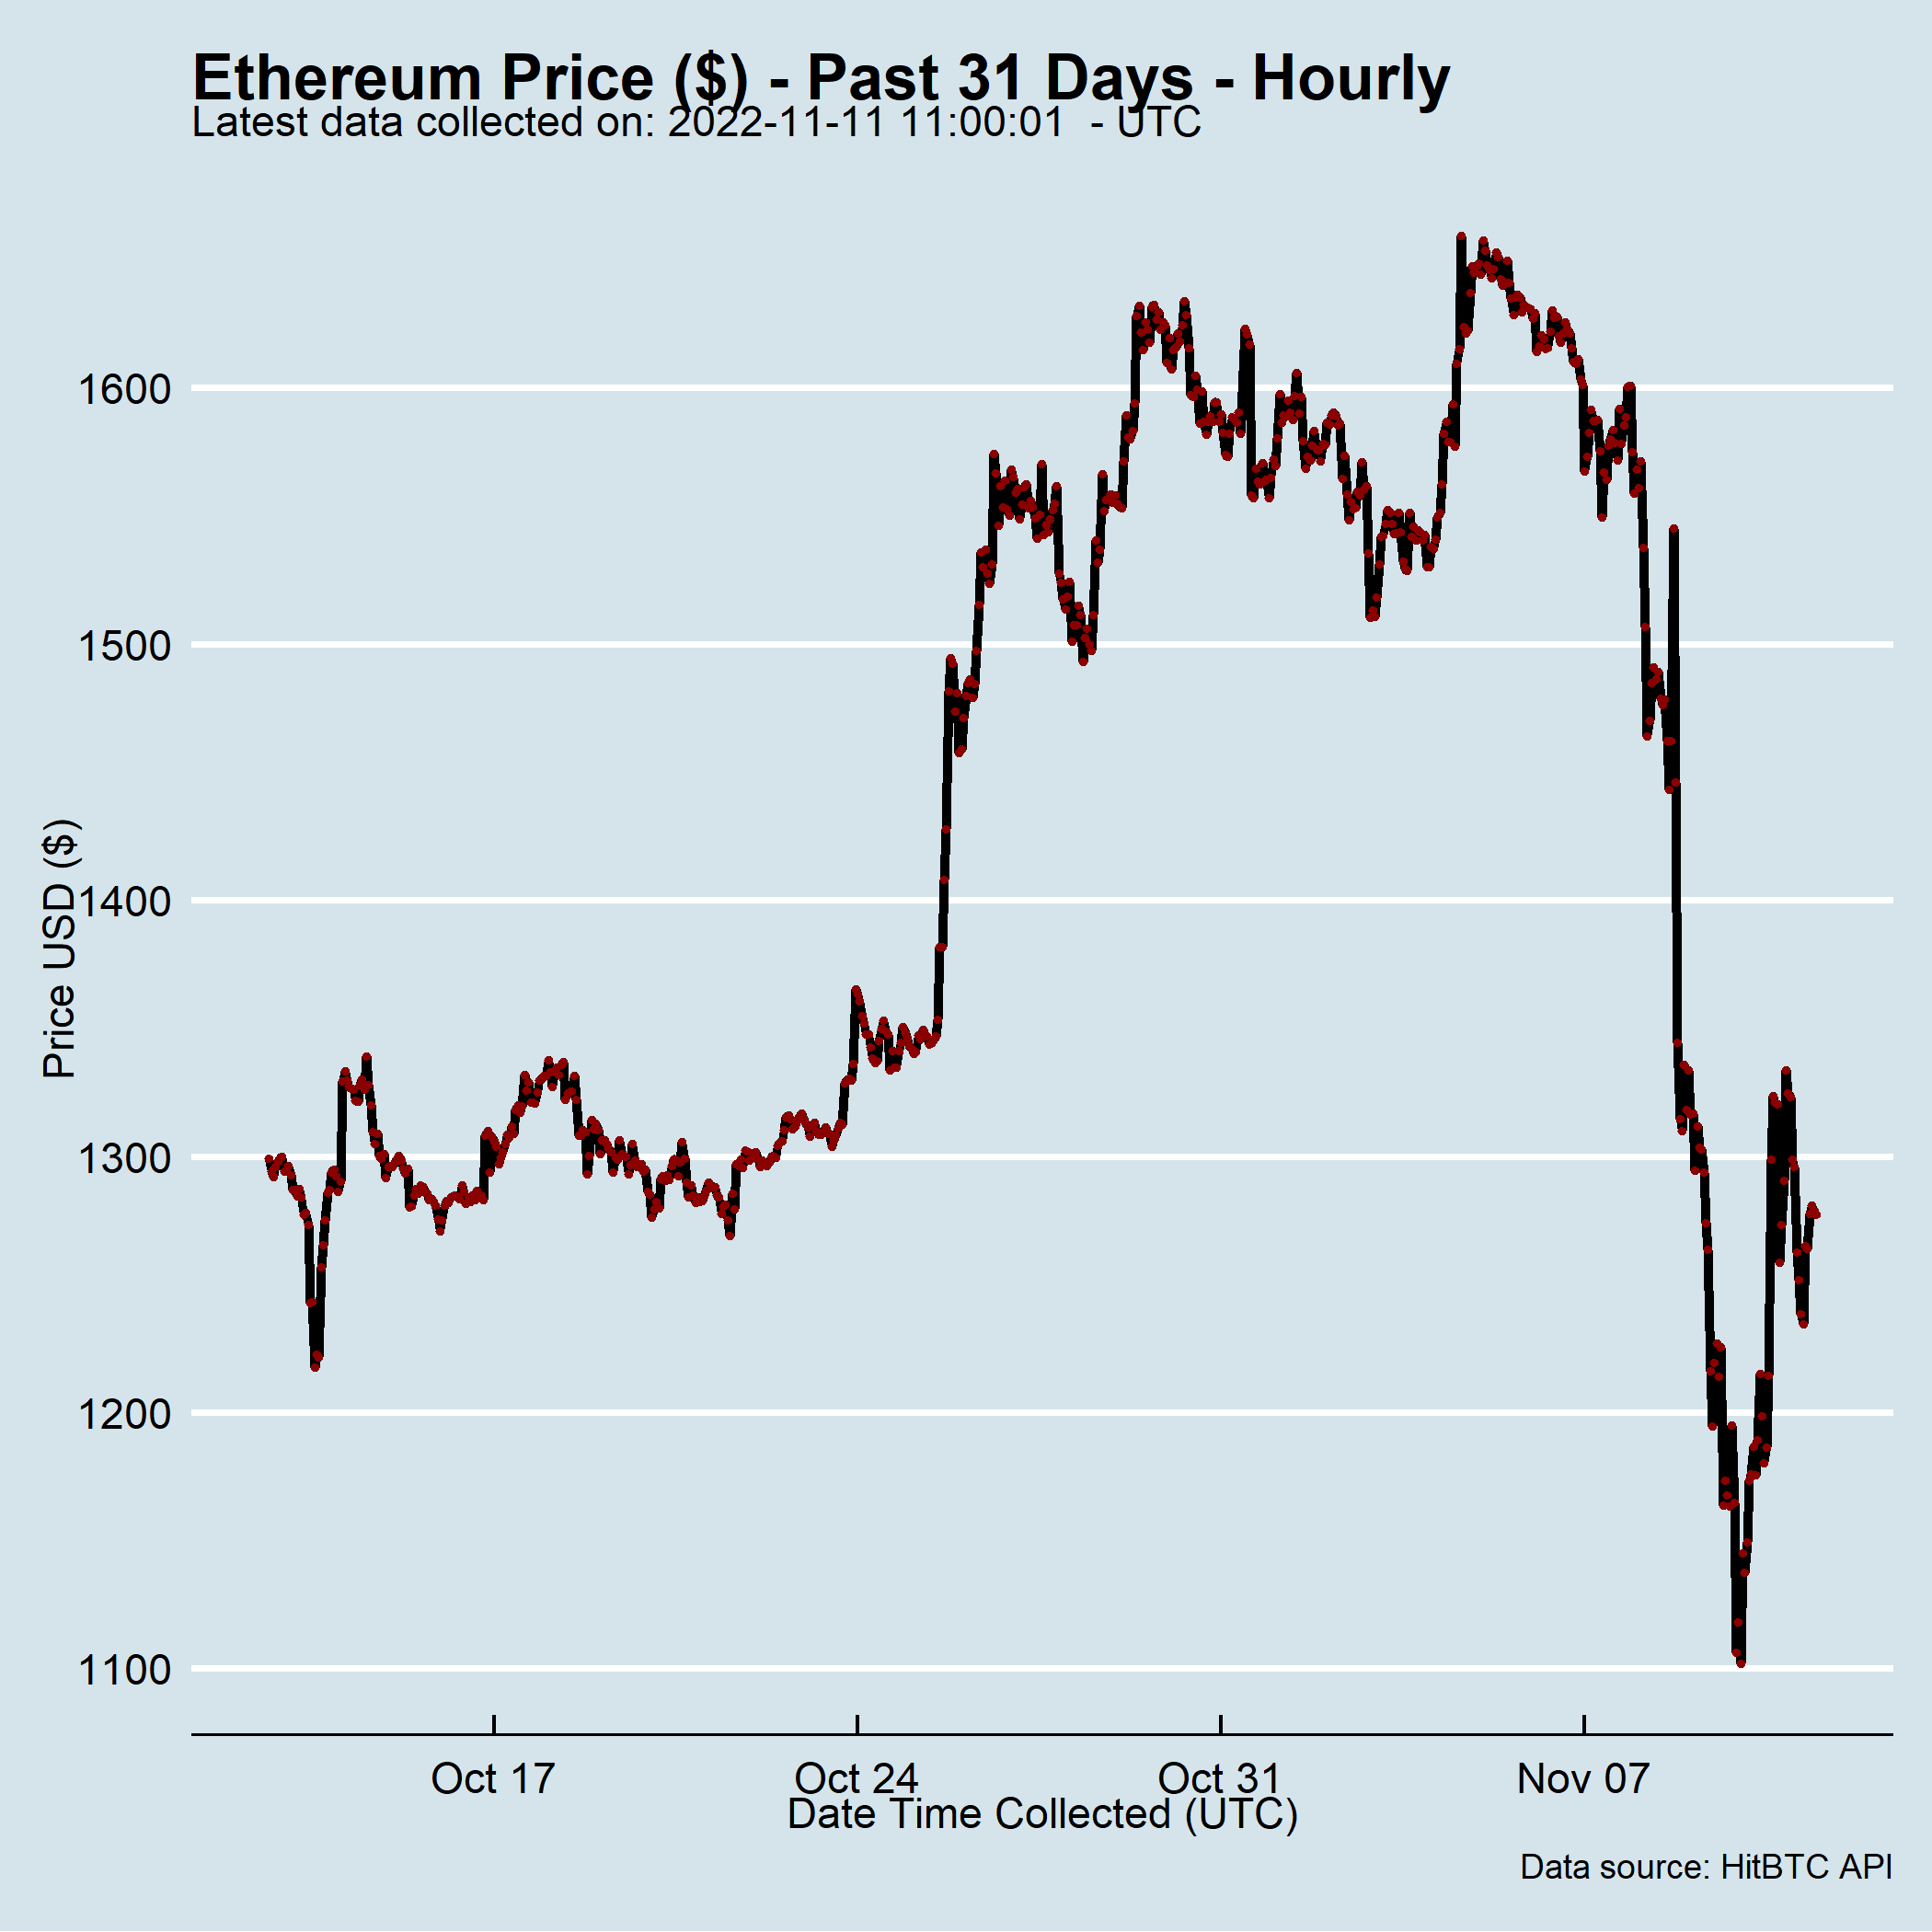 Ethereum Price ($) - Past 31 Days - Hourly
Latest data collected on: 2022-11-11 11:00:01  - UTC
Price USD ($)
1600
1500
1400
1300
1200
1100
Oct 17 Oct 24 Oct 31 Nov 07
Date Time Collected (UTC)
Data source: HitBTC API